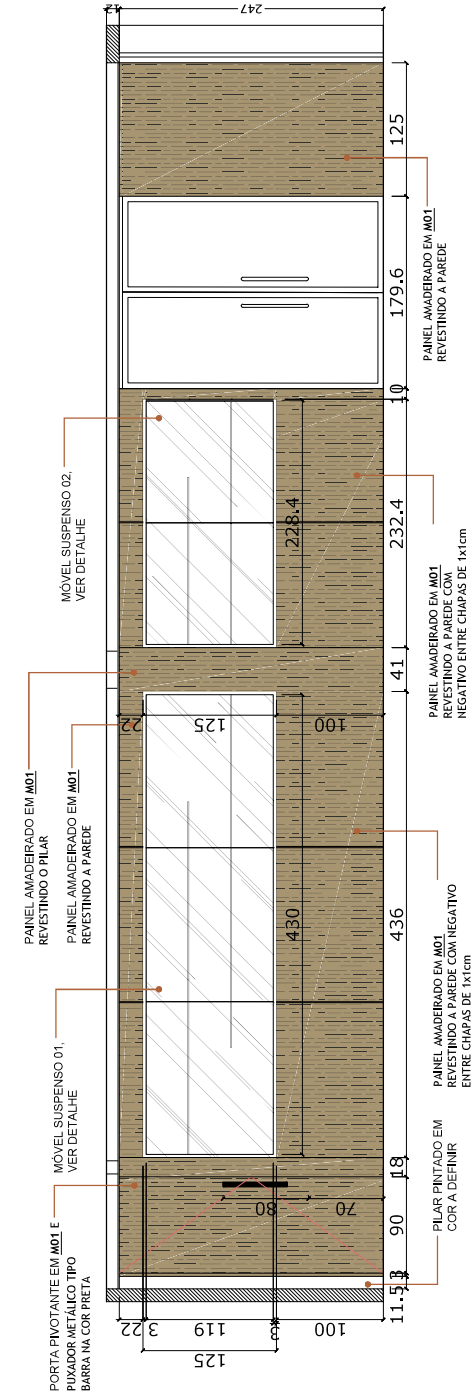 PORTA PIVOTANTE EM M01 E
PUXADOR METÁLICO TIPO
BARRA NA COR PRETA
MÓVEL SUSPENSO 01,
VER DETALHE
PAINEL AMADEIRADO EM M01
REVESTINDO O PILAR
PAINEL AMADEIRADO EM M01
REVESTINDO A PAREDE
MÓVEL SUSPENSO 02,
VER DETALHE
12
247
3 22
119
3
100
125
80
70
430
22
125
100
228.4
11.5
3
90
18
436
41
232.4
10
179.6
125
PILAR PINTADO EM
COR A DEFINIR
PAINEL AMADEIRADO EM M01
REVESTINDO A PAREDE COM NEGATIVO
ENTRE CHAPAS DE 1x1cm
PAINEL AMADEIRADO EM M01
REVESTINDO A PAREDE COM
NEGATIVO ENTRE CHAPAS DE 1x1cm
PAINEL AMADEIRADO EM M01
REVESTINDO A PAREDE